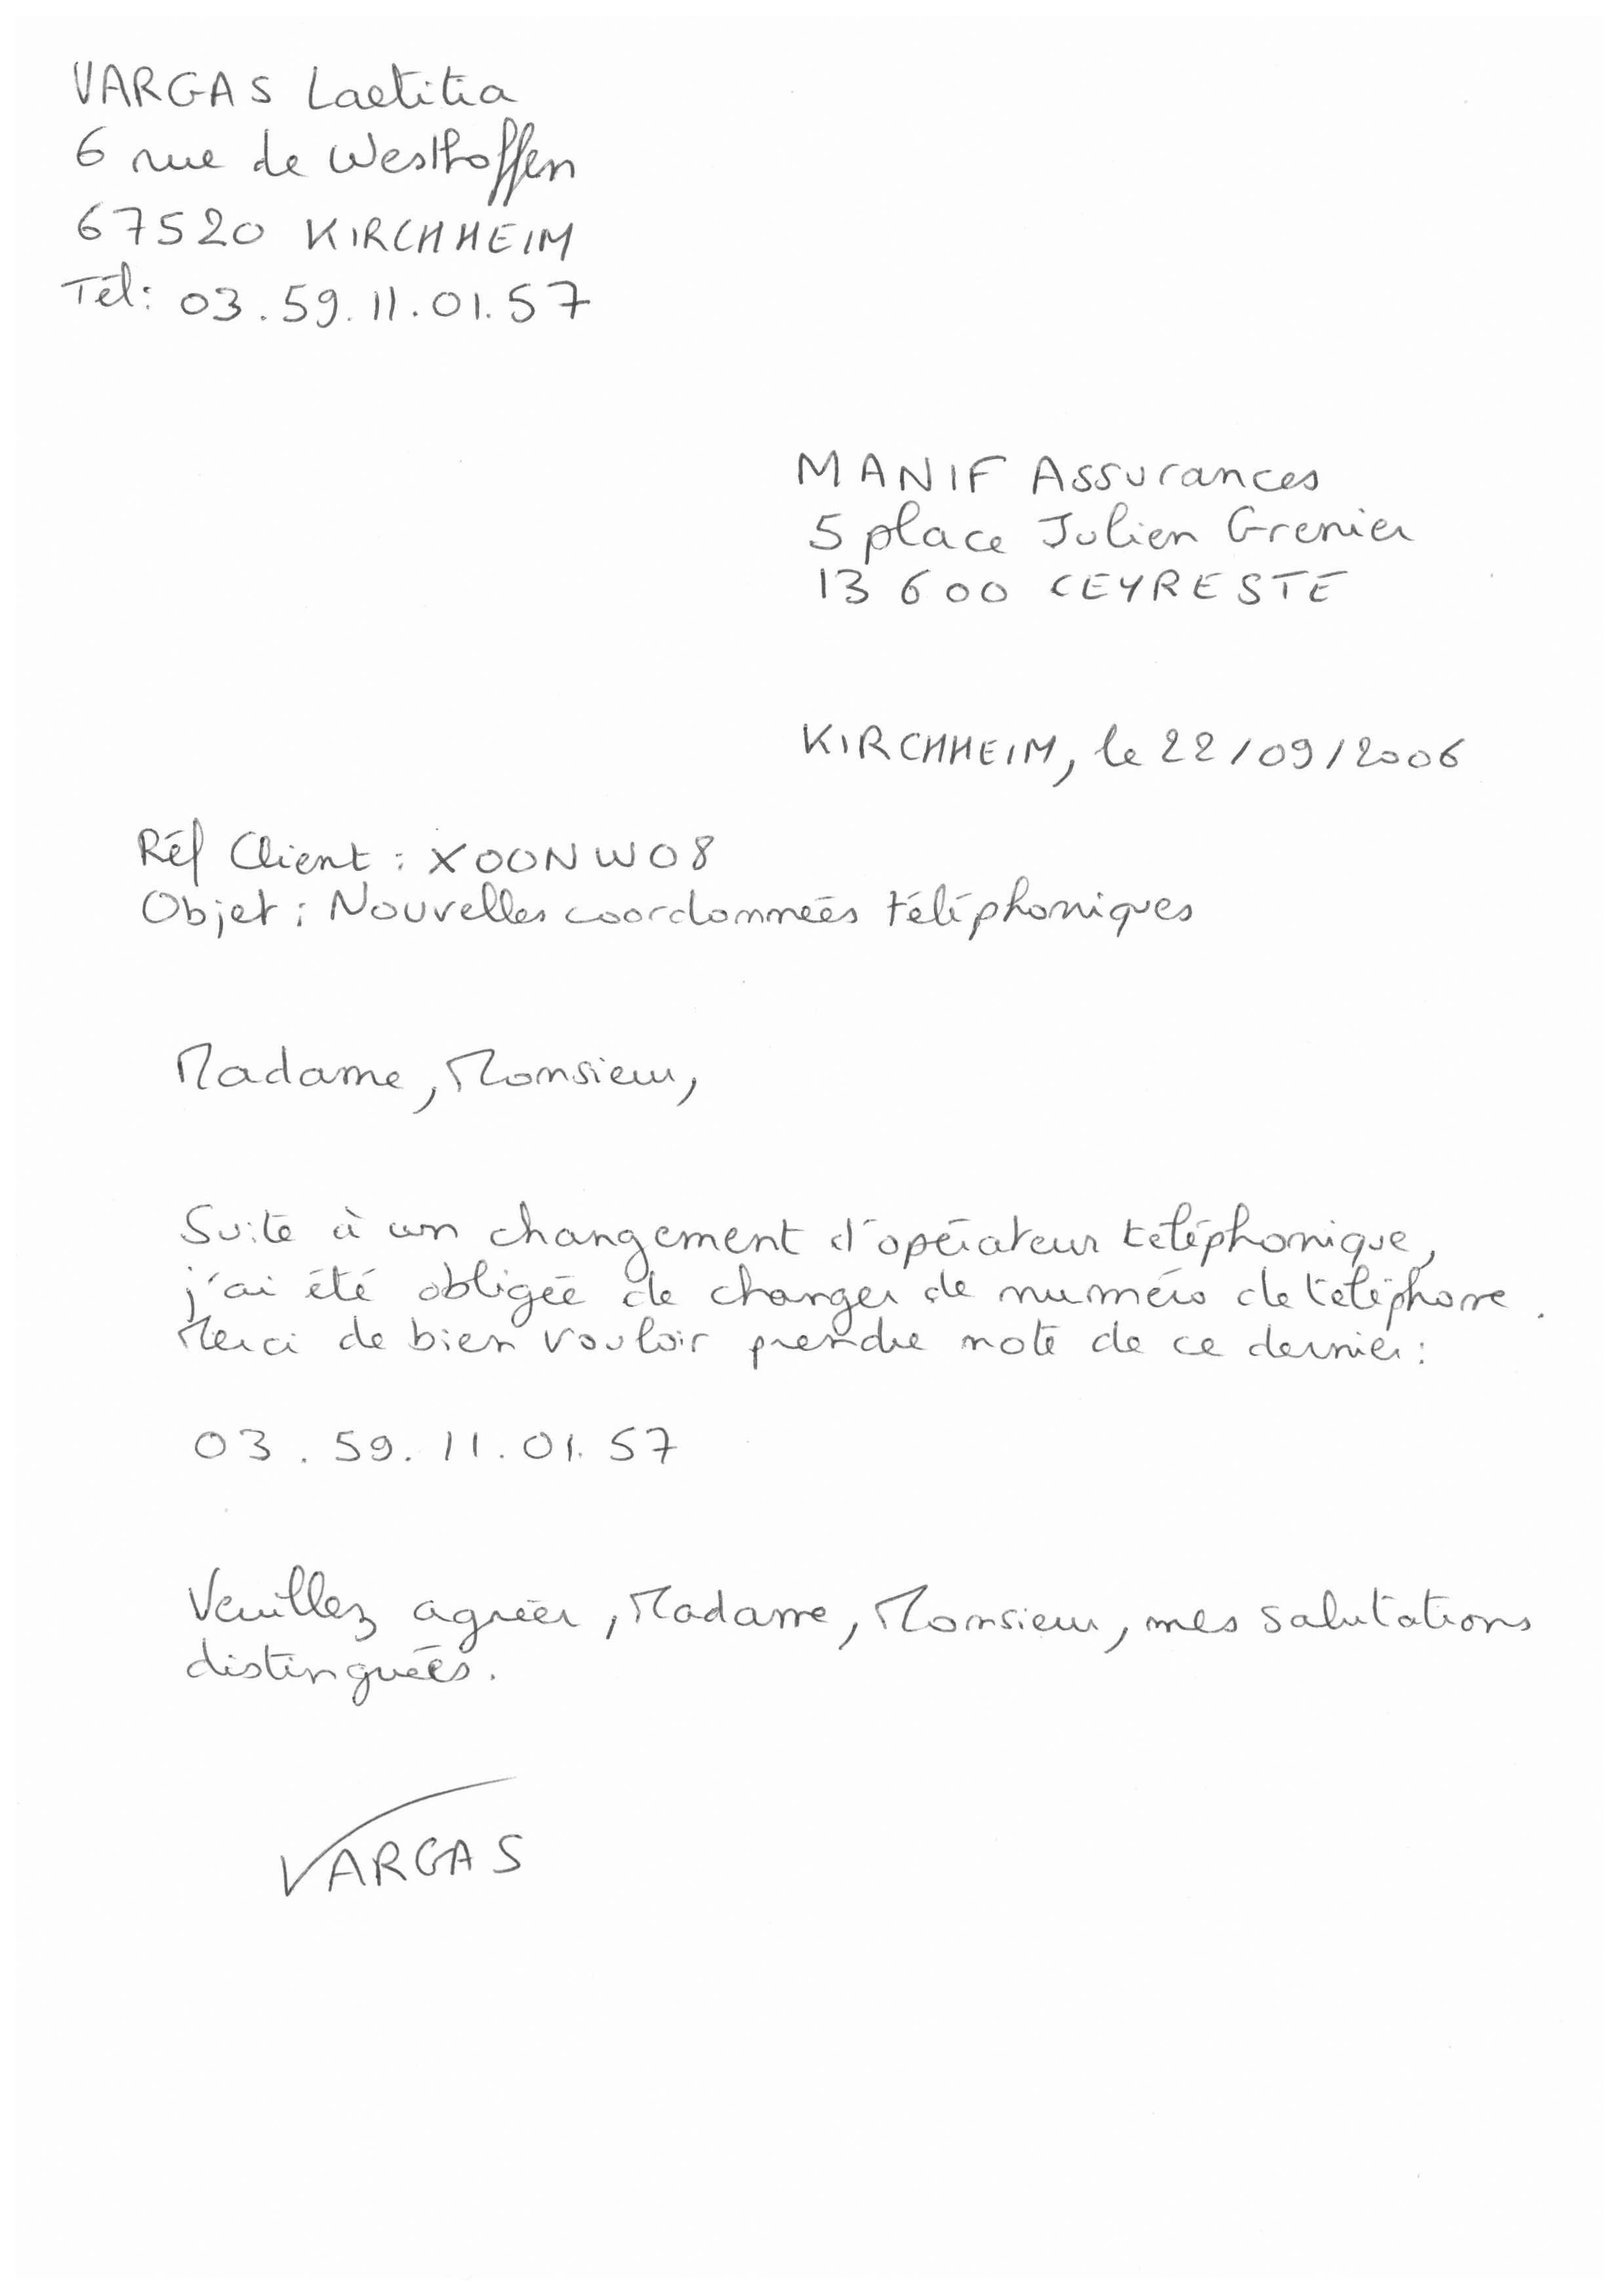 VARGAS Laetitia
6 rue de Westhoffen
67520 KIRCHHEIM
Tél: 03.59.11.01.57
MANIF Assurances
5 place Julien Grenier
13 600 CEYRESTE
KIRCHHEIM, le 22/09/2006
Réf Client : XOONW08
Objet : Nouvelles coordonnées téléphoniques
Madame, Monsieur,
Suite à un changement d'opérateur téléphonique,
j'ai été obligée de changer de numéro de téléphone.
Merci de bien vouloir prendre note de ce dernier :
03.59.11.01.57
Veuillez agréer, Madame, Monsieur, mes salutations
distinguées.
VARGAS